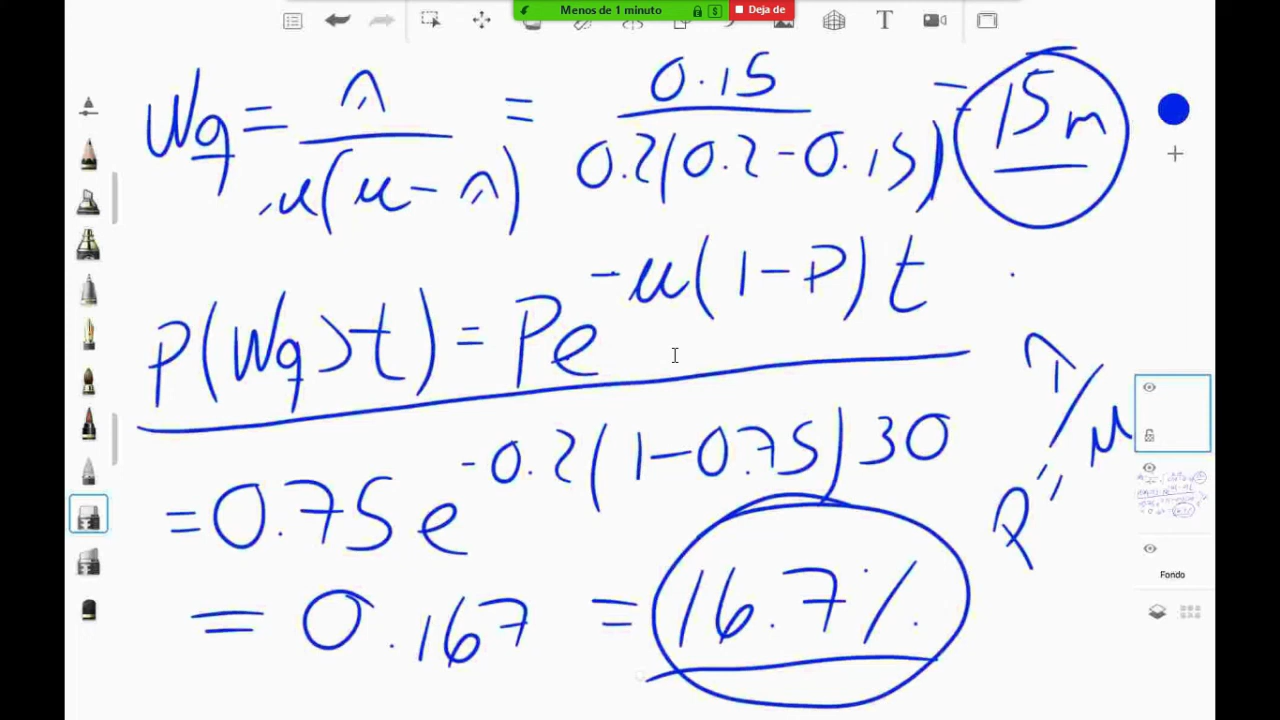 Menos de 1 minuto $ Deja de
T
Wq = λ / μ(μ - λ) = 0.15 / 0.2(0.2 - 0.15) = 15m
P(Wq > t) = Pe^-μ(1-P)t
= 0.75e^-0.2(1-0.75)30
= 0.167 = 16.7%
λ/μ
P"
Fondo